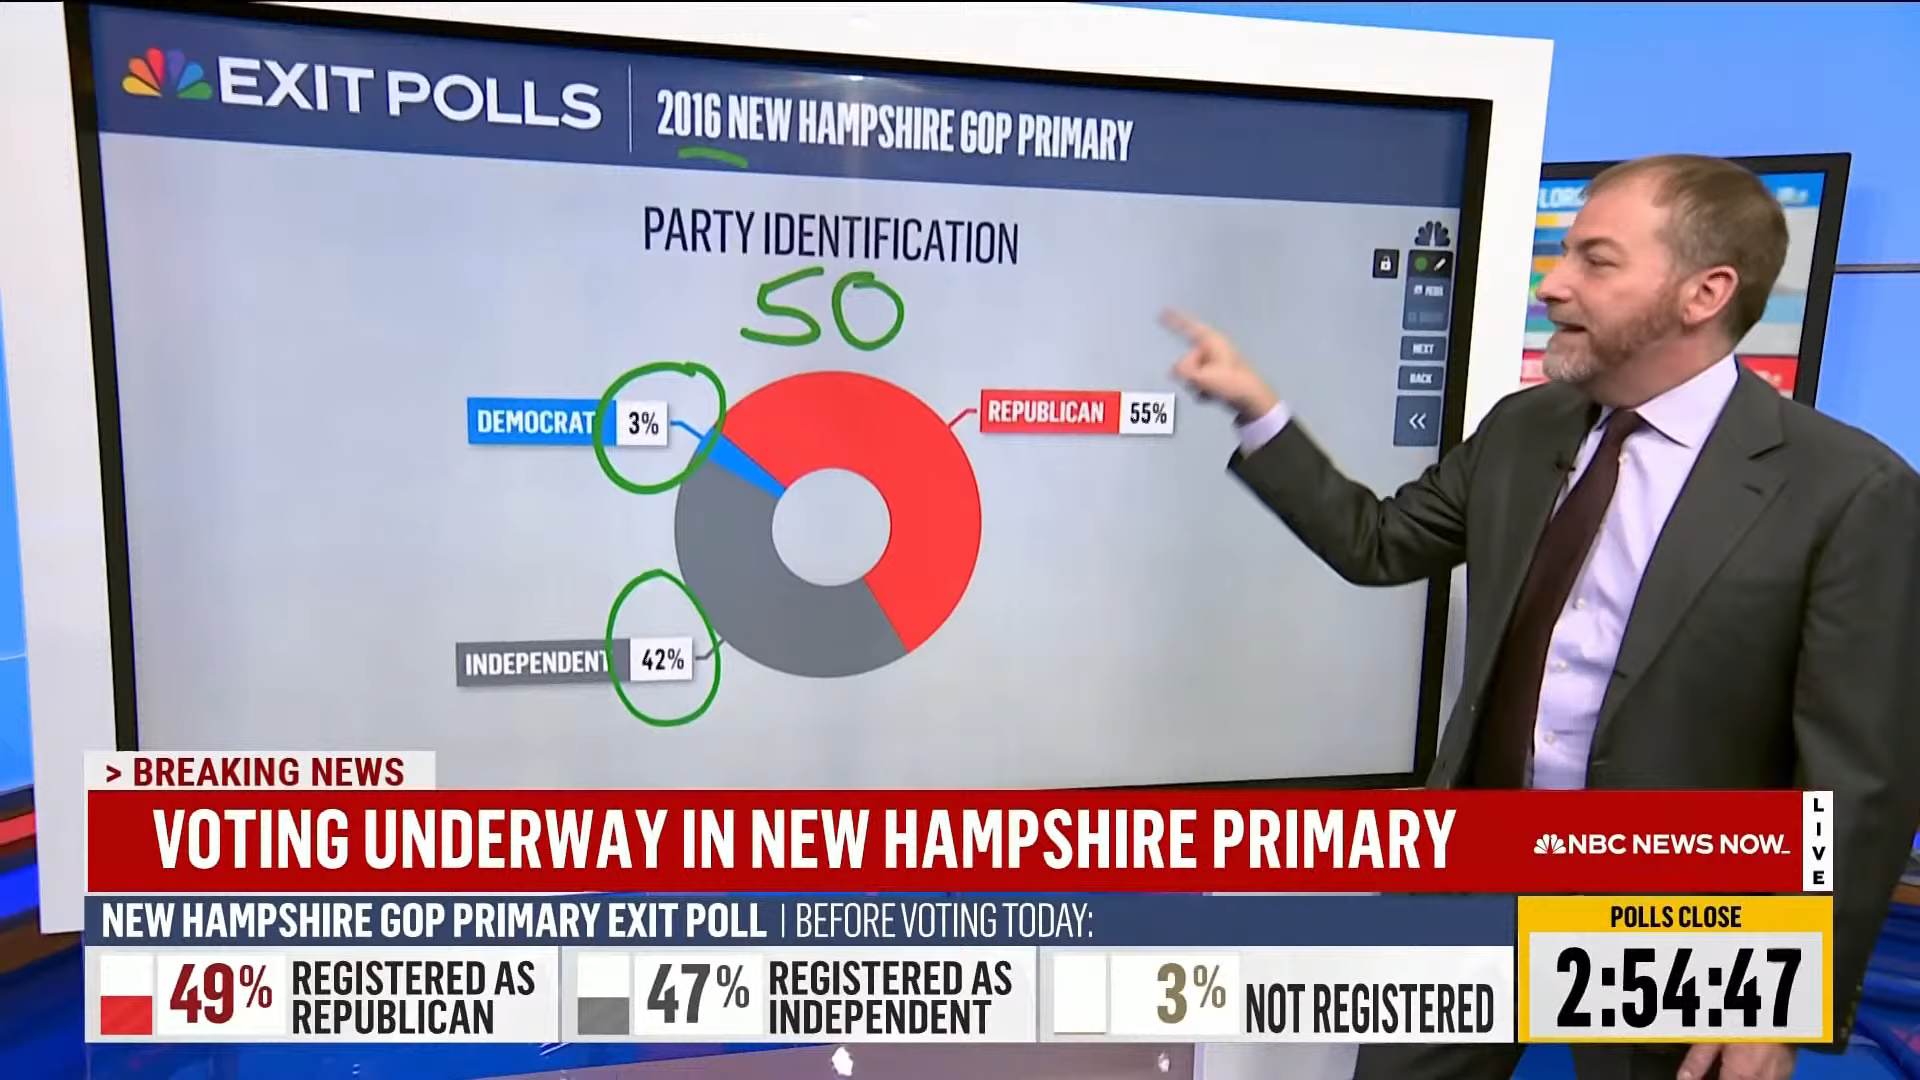 EXIT POLLS
2016 NEW HAMPSHIRE GOP PRIMARY
PARTY IDENTIFICATION
50
DEMOCRAT 3%
REPUBLICAN 55%
INDEPENDENT 42%
NEXT
BACK
<<
> BREAKING NEWS
VOTING UNDERWAY IN NEW HAMPSHIRE PRIMARY
NBC NEWS NOW
LIVE
NEW HAMPSHIRE GOP PRIMARY EXIT POLL | BEFORE VOTING TODAY:
49% REGISTERED AS REPUBLICAN
47% REGISTERED AS INDEPENDENT
3% NOT REGISTERED
POLLS CLOSE
2:54:47